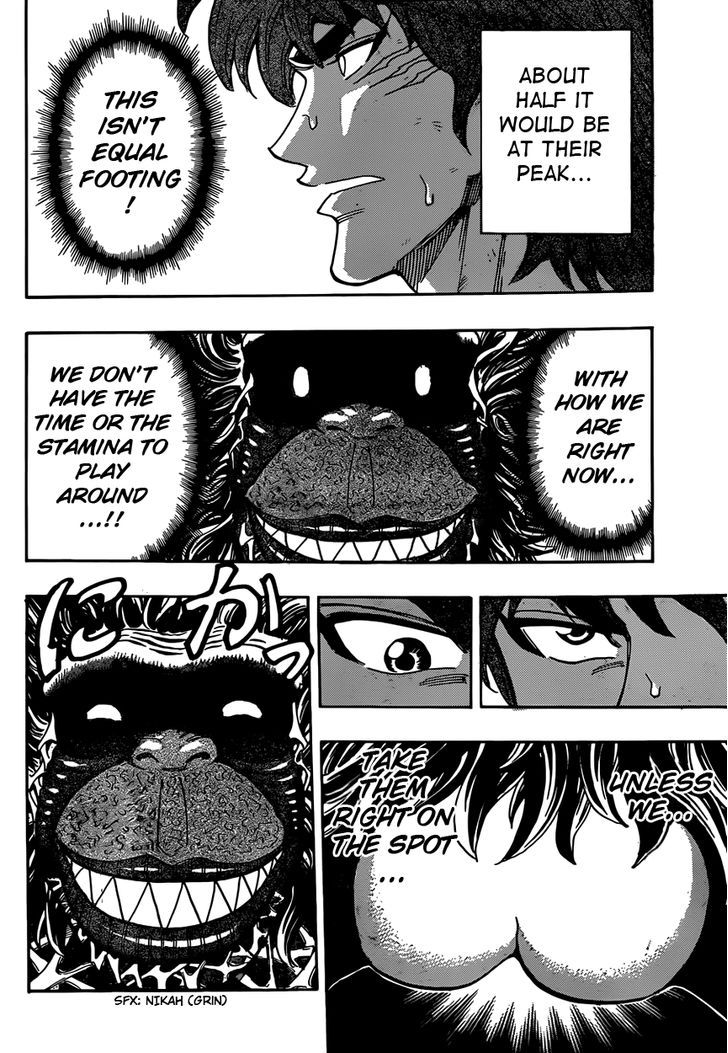 ABOUT
HALF IT
WOULD BE
AT THEIR
PEAK...
THIS
ISN'T
EQUAL
FOOTING
!
WITH
HOW WE
ARE
RIGHT
NOW...
WE DON'T
HAVE THE
TIME OR THE
STAMINA TO
PLAY
AROUND
...!!
UNLESS
WE...
TAKE
THEM
RIGHT ON
THE SPOT
...
にかっ
SFX: NIKAH (GRIN)